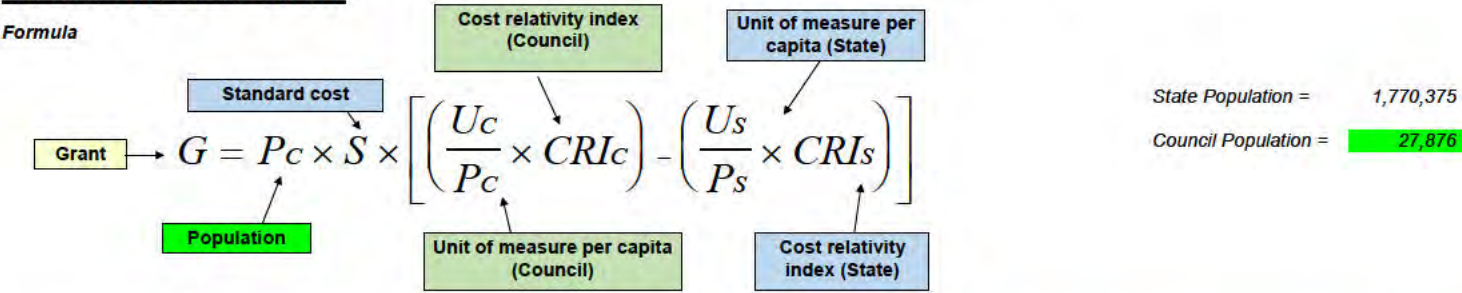 Formula
Cost relativity index
(Council)
Unit of measure per
capita (State)
Standard cost
State Population = 1,770,375
Grant
G = Pc × S × [ ( Uc / Pc × CRIc ) − ( Us / Ps × CRIs ) ]
Council Population = 27,876
Population
Unit of measure per capita
(Council)
Cost relativity
index (State)